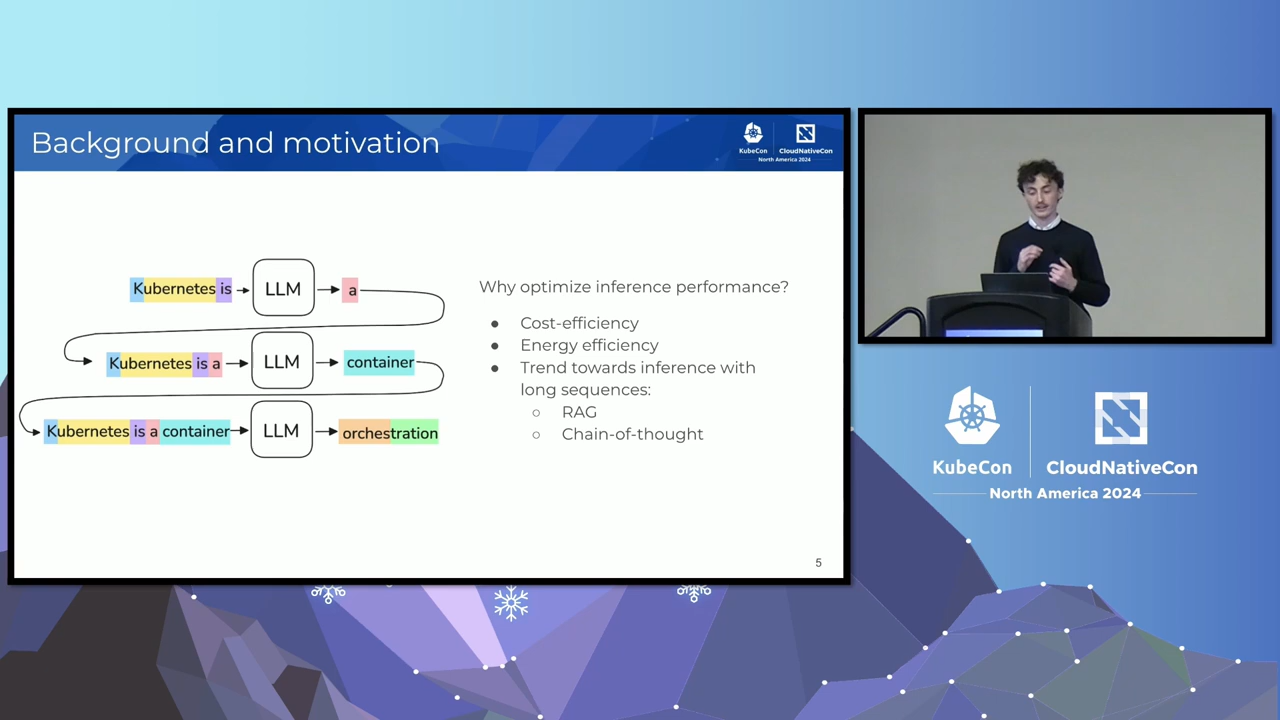 Background and motivation
KubeCon CloudNativeCon
North America 2024
Kubernetes is LLM a
Kubernetes is a LLM container
Kubernetes is a container LLM orchestration
Why optimize inference performance?
● Cost-efficiency
● Energy efficiency
● Trend towards inference with
long sequences:
○ RAG
○ Chain-of-thought
5
KubeCon CloudNativeCon
North America 2024